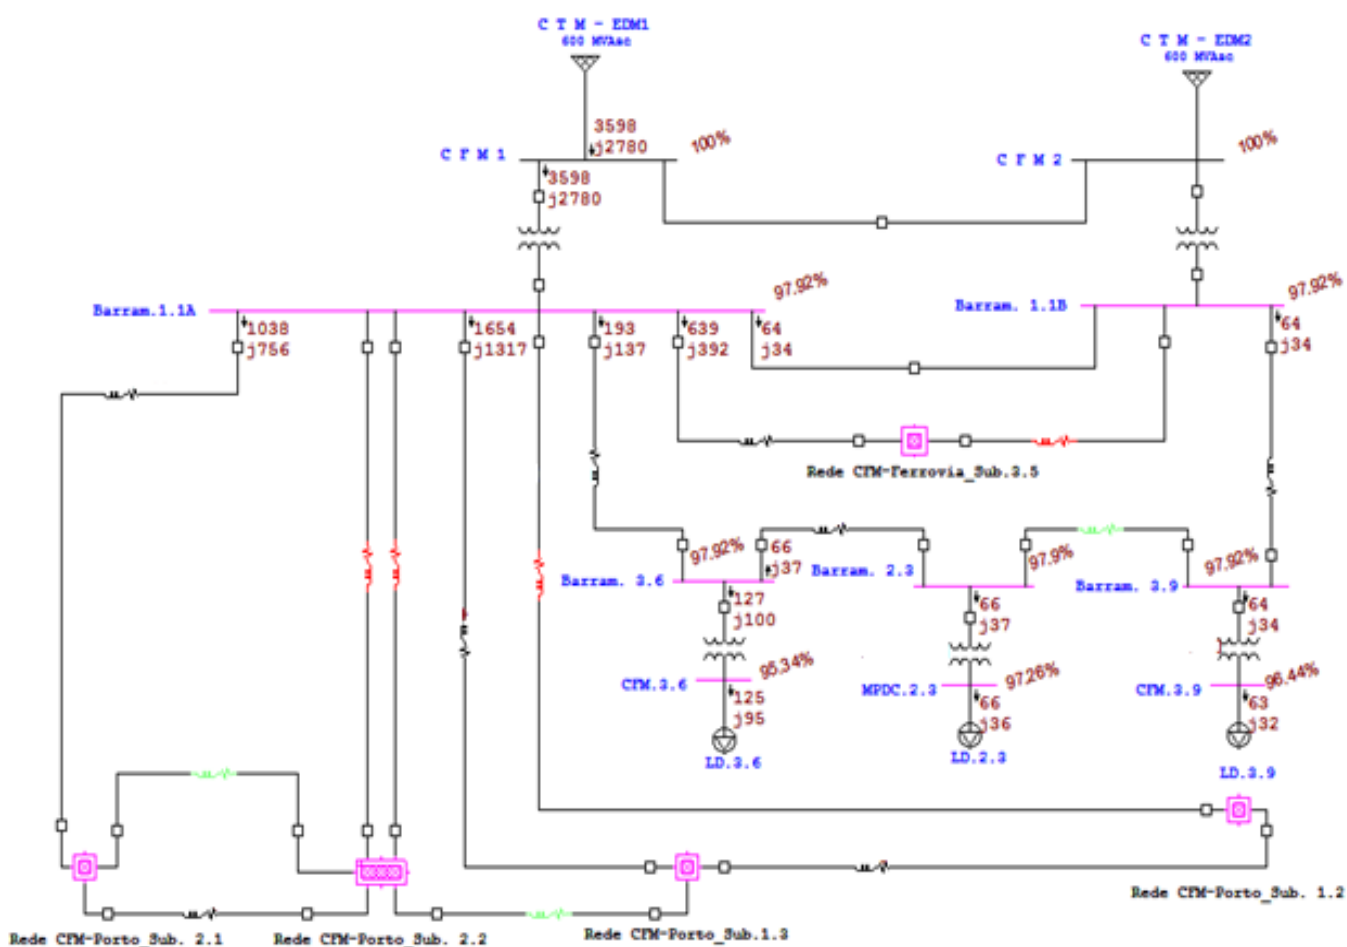 C T M - EDM1
600 MVAsc
C T M - EDM2
600 MVAsc
3598
j2780
100%
C F M 1
C F M 2
100%
3598
j2780
97.92%
97.92%
Barram.1.1A
Barram. 1.1B
1038
j756
1654
j1317
193
j137
639
j392
64
j34
64
j34
Rede CFM-Ferrovia_Sub.3.5
97.92%
66
j37
97.9%
97.92%
Barram. 3.6
Barram. 2.3
Barram. 3.9
127
j100
66
j37
64
j34
95.34%
97.26%
96.44%
CFM.3.6
MPDC.2.3
CFM.3.9
125
j95
66
j36
63
j32
LD.3.6
LD.2.3
LD.3.9
Rede CFM-Porto_Sub. 1.2
Rede CFM-Porto_Sub. 2.1
Rede CFM-Porto_Sub. 2.2
Rede CFM-Porto_Sub.1.3